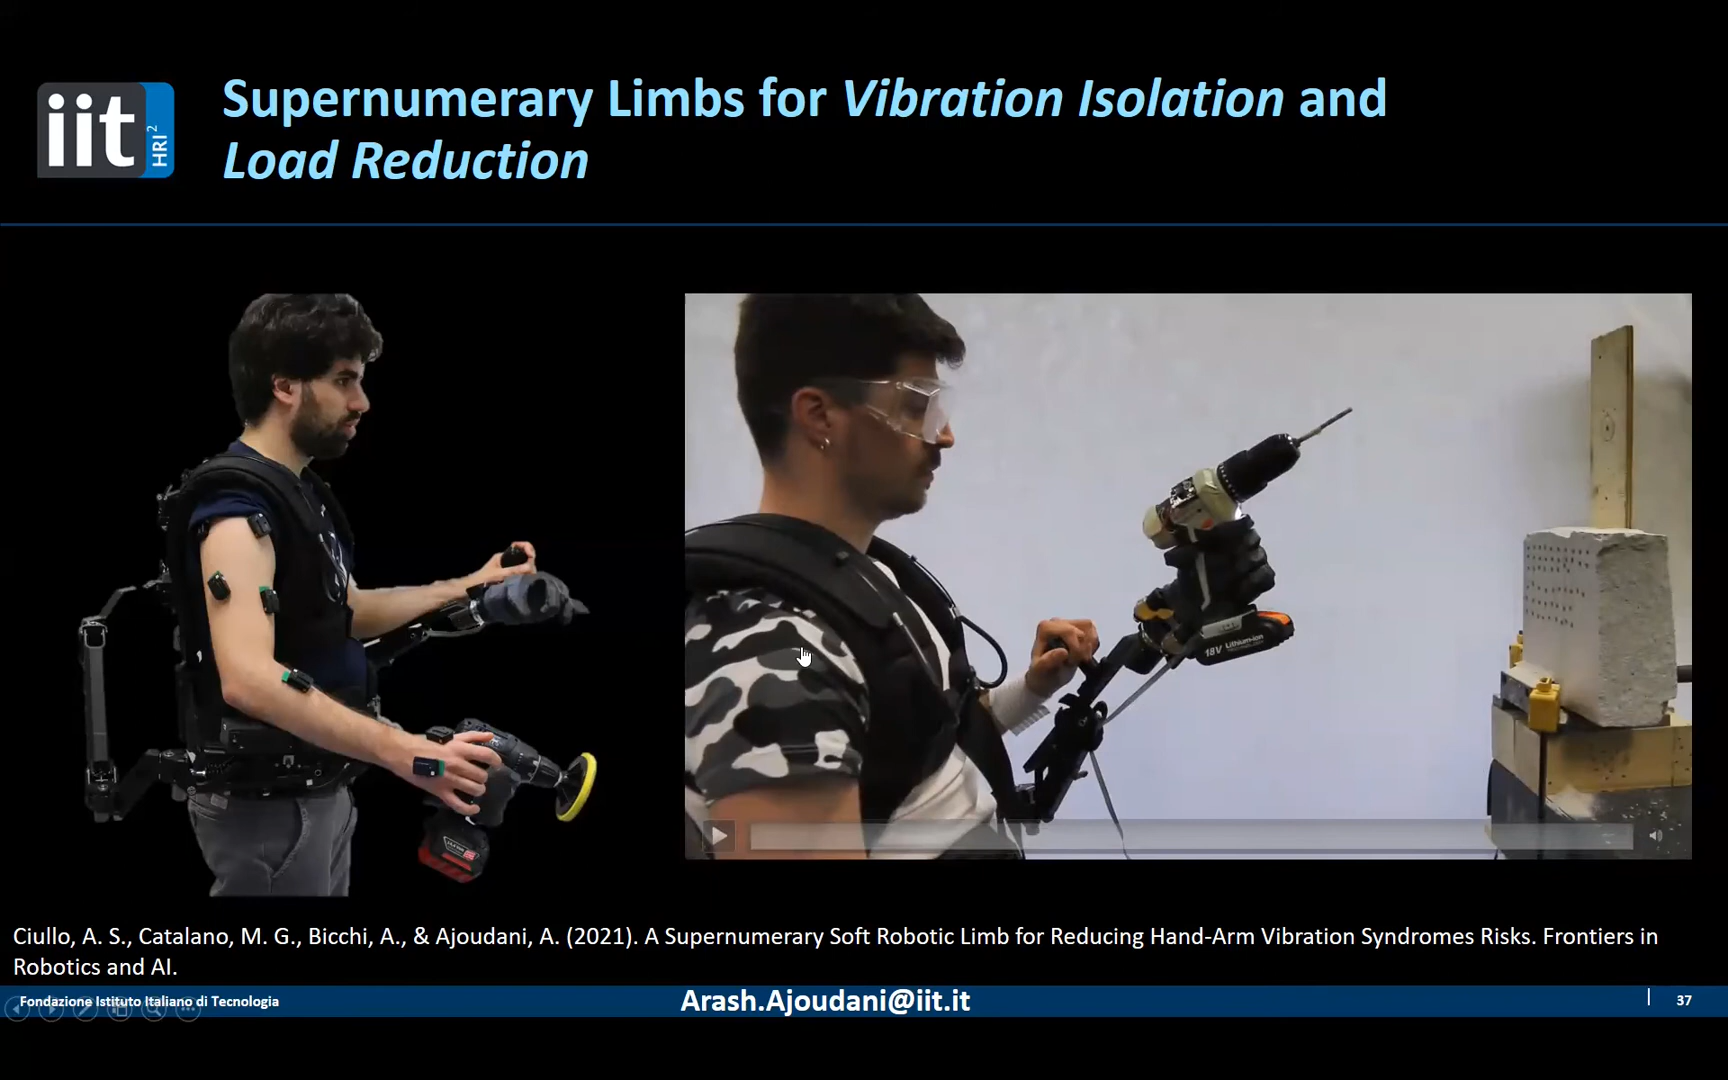 iit
HRI²
Supernumerary Limbs for Vibration Isolation and
Load Reduction
18V Lithium-ion
Ciullo, A. S., Catalano, M. G., Bicchi, A., & Ajoudani, A. (2021). A Supernumerary Soft Robotic Limb for Reducing Hand-Arm Vibration Syndromes Risks. Frontiers in
Robotics and AI.
Fondazione Istituto Italiano di Tecnologia
Arash.Ajoudani@iit.it
37